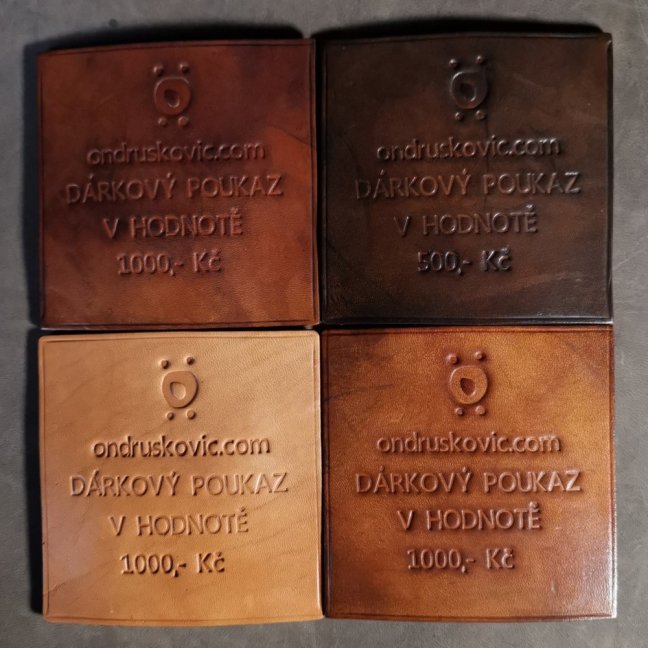 ondruskovic.com
DÁRKOVÝ POUKAZ
V HODNOTĚ
1000,- Kč
ondruskovic.com
DÁRKOVÝ POUKAZ
V HODNOTĚ
500,- Kč
ondruskovic.com
DÁRKOVÝ POUKAZ
V HODNOTĚ
1000,- Kč
ondruskovic.com
DÁRKOVÝ POUKAZ
V HODNOTĚ
1000,- Kč